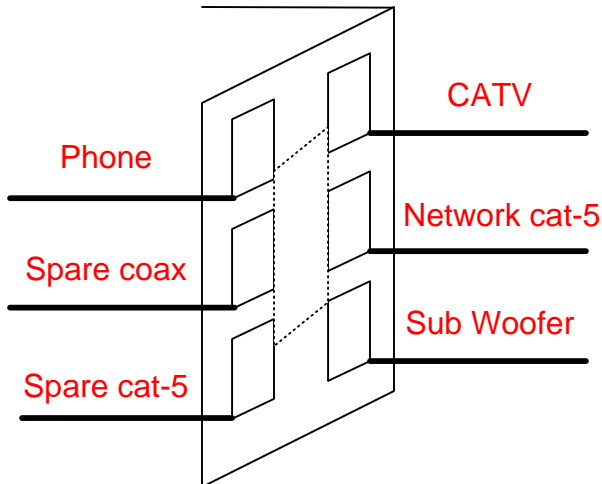 CATV
Phone
Network cat-5
Spare coax
Sub Woofer
Spare cat-5